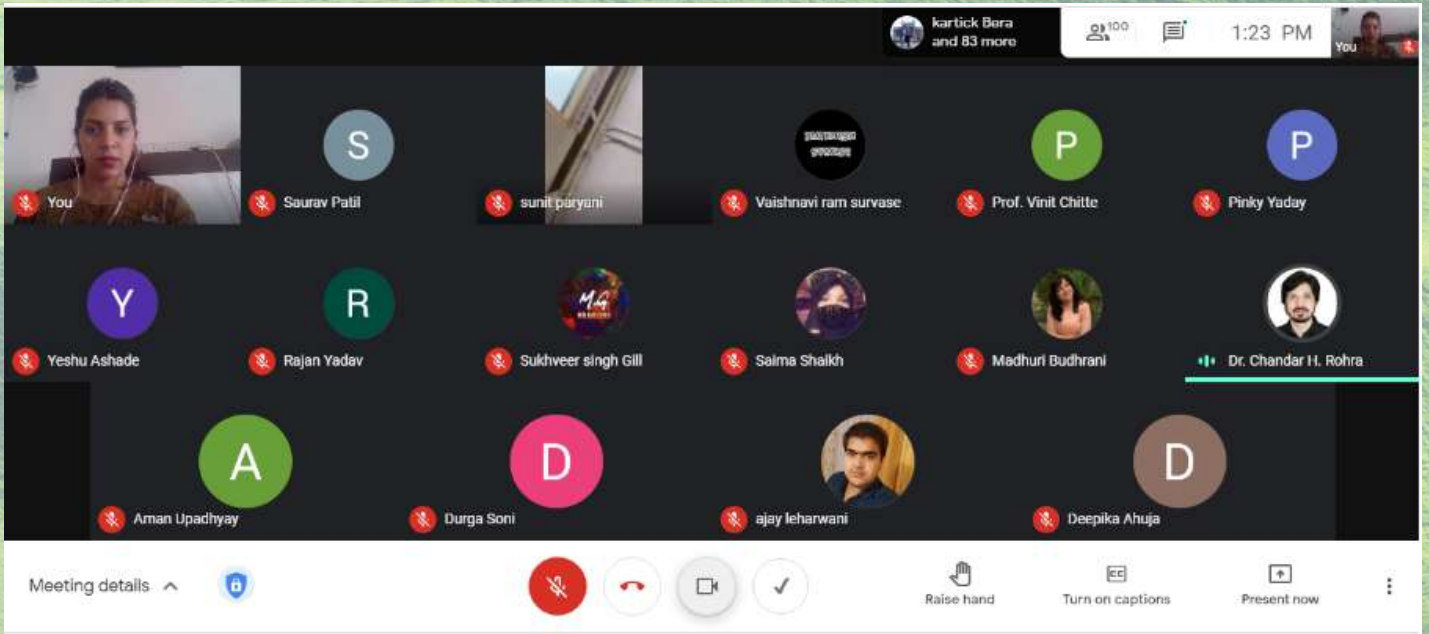 kartick Bera
and 83 more
100
1:23 PM
You
You
S
Saurav Patil
sunit paryani
Vaishnavi ram survase
P
Prof. Vinit Chitte
P
Pinky Yadav
Y
Yeshu Ashade
R
Rajan Yadav
M.G
Sukhveer singh Gill
Saima Shaikh
Madhuri Budhrani
Dr. Chandar H. Rohra
A
Aman Upadhyay
D
Durga Soni
ajay leharwani
D
Deepika Ahuja
Meeting details
Raise hand
CC
Turn on captions
Present now